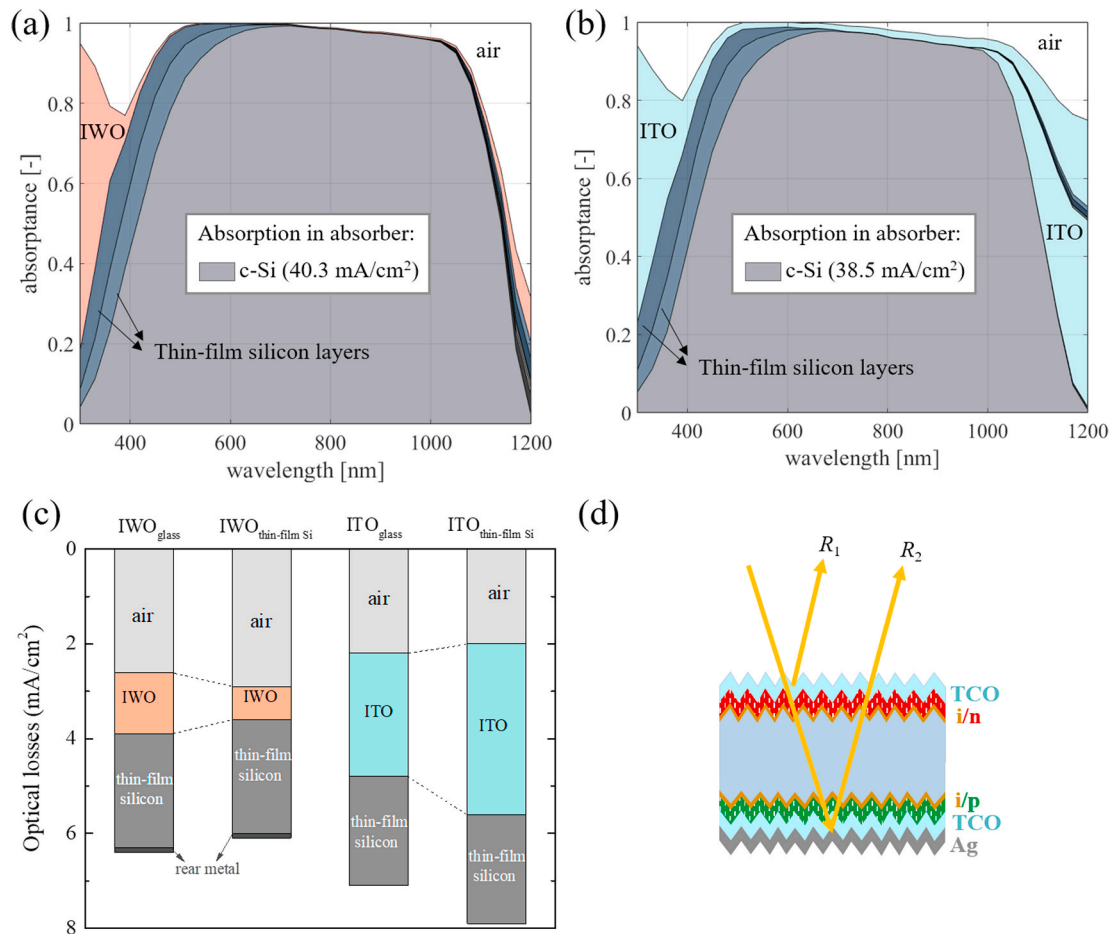 (a)
absorptance [-]
1
0.8
0.6
0.4
0.2
0
IWO
air
Absorption in absorber:
c-Si (40.3 mA/cm²)
Thin-film silicon layers
400
600
800
1000
1200
wavelength [nm]
(b)
absorptance [-]
1
0.8
0.6
0.4
0.2
0
ITO
air
ITO
Absorption in absorber:
c-Si (38.5 mA/cm²)
Thin-film silicon layers
400
600
800
1000
1200
wavelength [nm]
(c)
IWOglass
IWOthin-film Si
ITOglass
ITOthin-film Si
Optical losses (mA/cm²)
0
2
4
6
8
air
IWO
thin-film
silicon
air
IWO
thin-film
silicon
rear metal
air
ITO
thin-film
silicon
air
ITO
thin-film
silicon
(d)
R1
R2
TCO
i/n
i/p
TCO
Ag